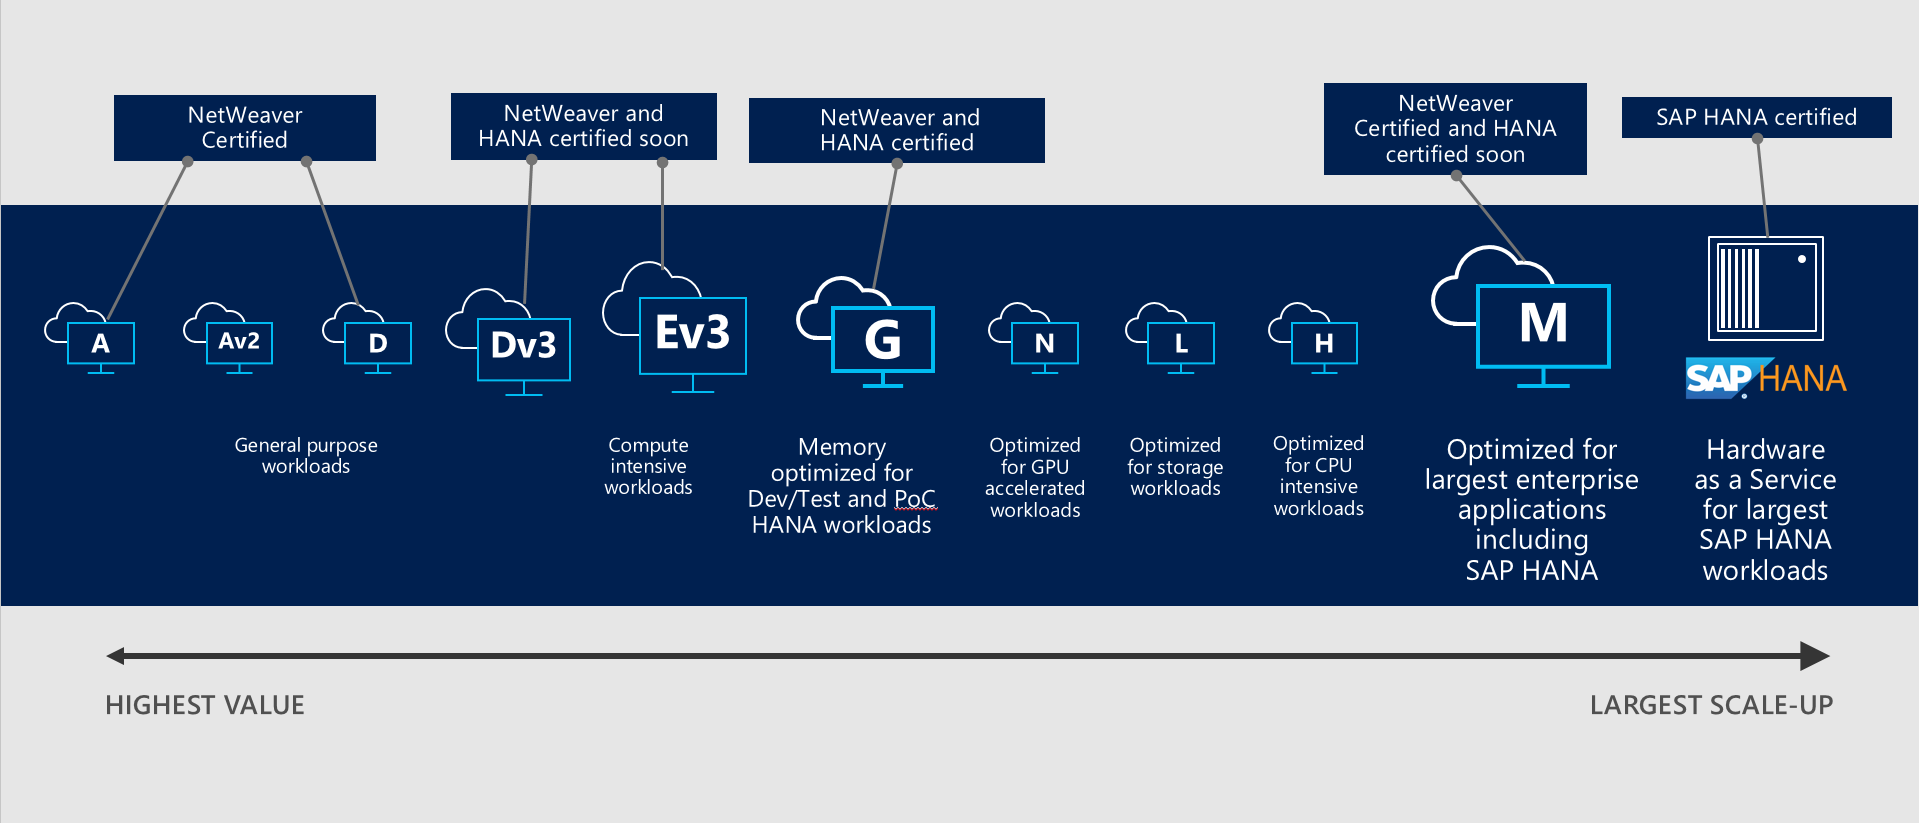 NetWeaver
Certified
NetWeaver and
HANA certified soon
NetWeaver and
HANA certified
NetWeaver
Certified and HANA
certified soon
SAP HANA certified
A
Av2
D
Dv3
Ev3
G
N
L
H
M
SAP HANA
General purpose
workloads
Compute
intensive
workloads
Memory
optimized for
Dev/Test and PoC
HANA workloads
Optimized
for GPU
accelerated
workloads
Optimized
for storage
workloads
Optimized
for CPU
intensive
workloads
Optimized for
largest enterprise
applications
including
SAP HANA
Hardware
as a Service
for largest
SAP HANA
workloads
HIGHEST VALUE
LARGEST SCALE-UP